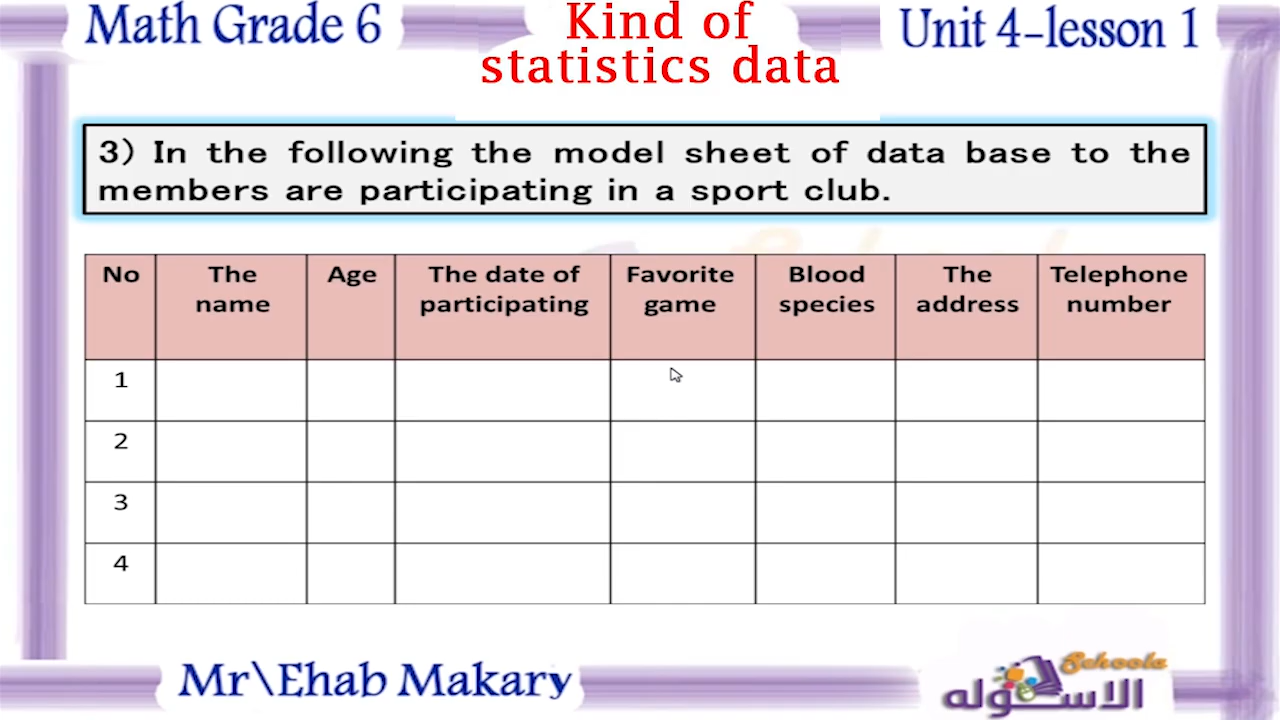 Math Grade 6
Kind of
statistics data
Unit 4-lesson 1
3) In the following the model sheet of data base to the
members are participating in a sport club.
No The name Age The date of participating Favorite game Blood species The address Telephone number
1
2
3
4
Mr\Ehab Makary
Schoola
الاسكوله